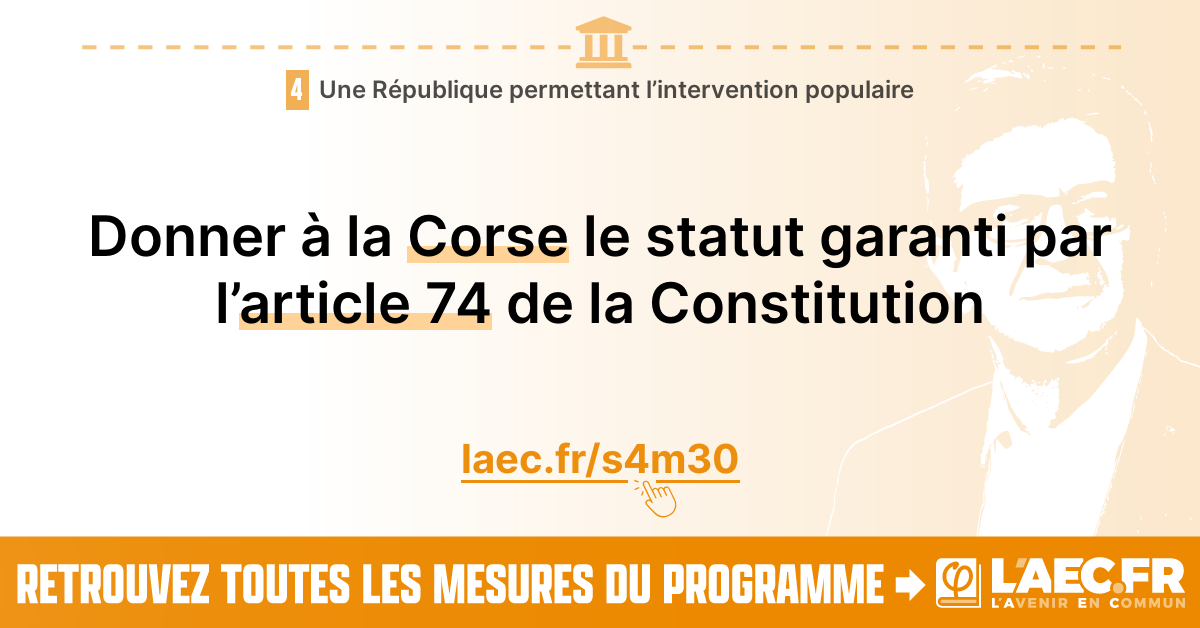 4 Une République permettant l’intervention populaire
Donner à la Corse le statut garanti par
l’article 74 de la Constitution
laec.fr/s4m30
RETROUVEZ TOUTES LES MESURES DU PROGRAMME
φ L'AEC.FR
L'AVENIR EN COMMUN